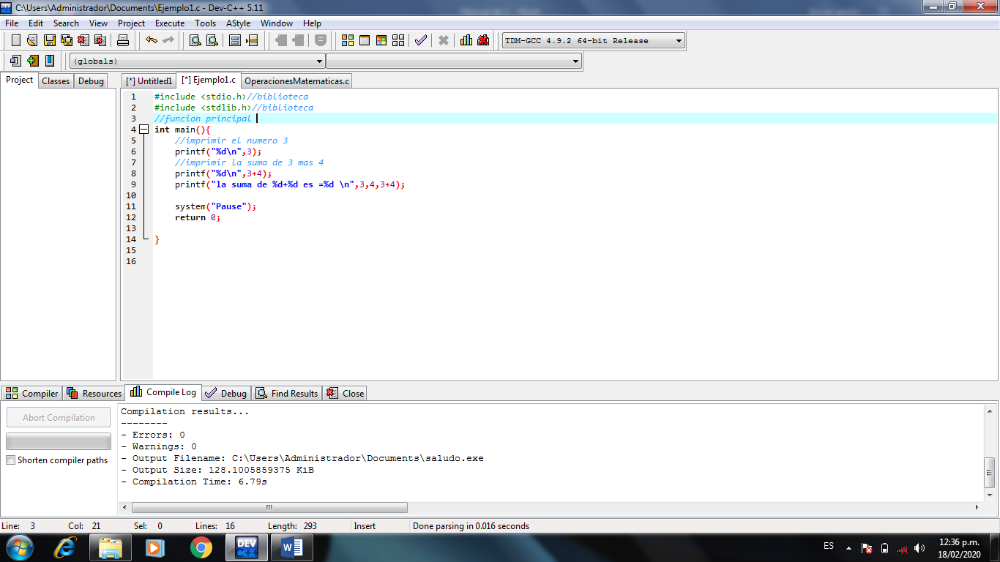 C:\Users\Administrador\Documents\Ejemplo1.c - Dev-C++ 5.11
File Edit Search View Project Execute Tools AStyle Window Help
TDM-GCC 4.9.2 64-bit Release
(globals)
Project Classes Debug [*] Untitled1 [*] Ejemplo1.c OperacionesMatematicas.c
1 #include <stdio.h>//biblioteca
2 #include <stdlib.h>//biblioteca
3 //funcion principal
4 int main(){
5 //imprimir el numero 3
6 printf("%d\n",3);
7 //imprimir la suma de 3 mas 4
8 printf("%d\n",3+4);
9 printf("la suma de %d+%d es =%d \n",3,4,3+4);
10
11 system("Pause");
12 return 0;
13
14 }
15
16
Compiler Resources Compile Log Debug Find Results Close
Abort Compilation
Shorten compiler paths
Compilation results...
--------
- Errors: 0
- Warnings: 0
- Output Filename: C:\Users\Administrador\Documents\saludo.exe
- Output Size: 128.1005859375 KiB
- Compilation Time: 6.79s
Line: 3 Col: 21 Sel: 0 Lines: 16 Length: 293 Insert Done parsing in 0.016 seconds
DEV C++ W ES 12:36 p.m.
18/02/2020